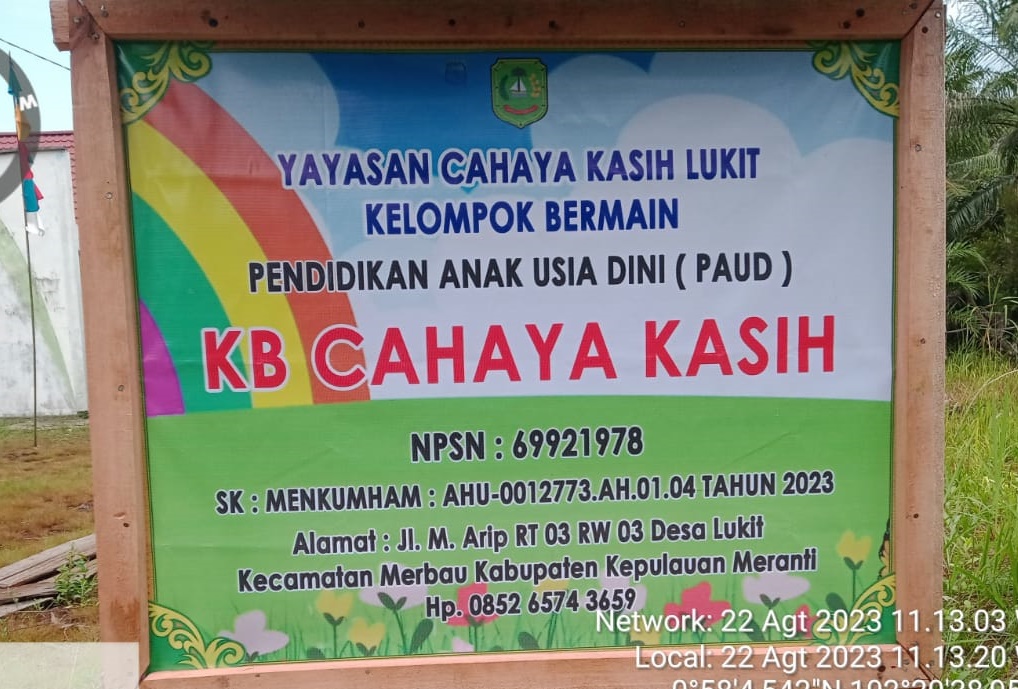 YAYASAN CAHAYA KASIH LUKIT
KELOMPOK BERMAIN
PENDIDIKAN ANAK USIA DINI ( PAUD )
KB CAHAYA KASIH
NPSN : 69921978
SK : MENKUMHAM : AHU-0012773.AH.01.04 TAHUN 2023
Alamat : Jl. M. Arip RT 03 RW 03 Desa Lukit
Kecamatan Merbau Kabupaten Kepulauan Meranti
Hp. 0852 6574 3659
Network: 22 Agt 2023 11.13.03
Local: 22 Agt 2023 11.13.20